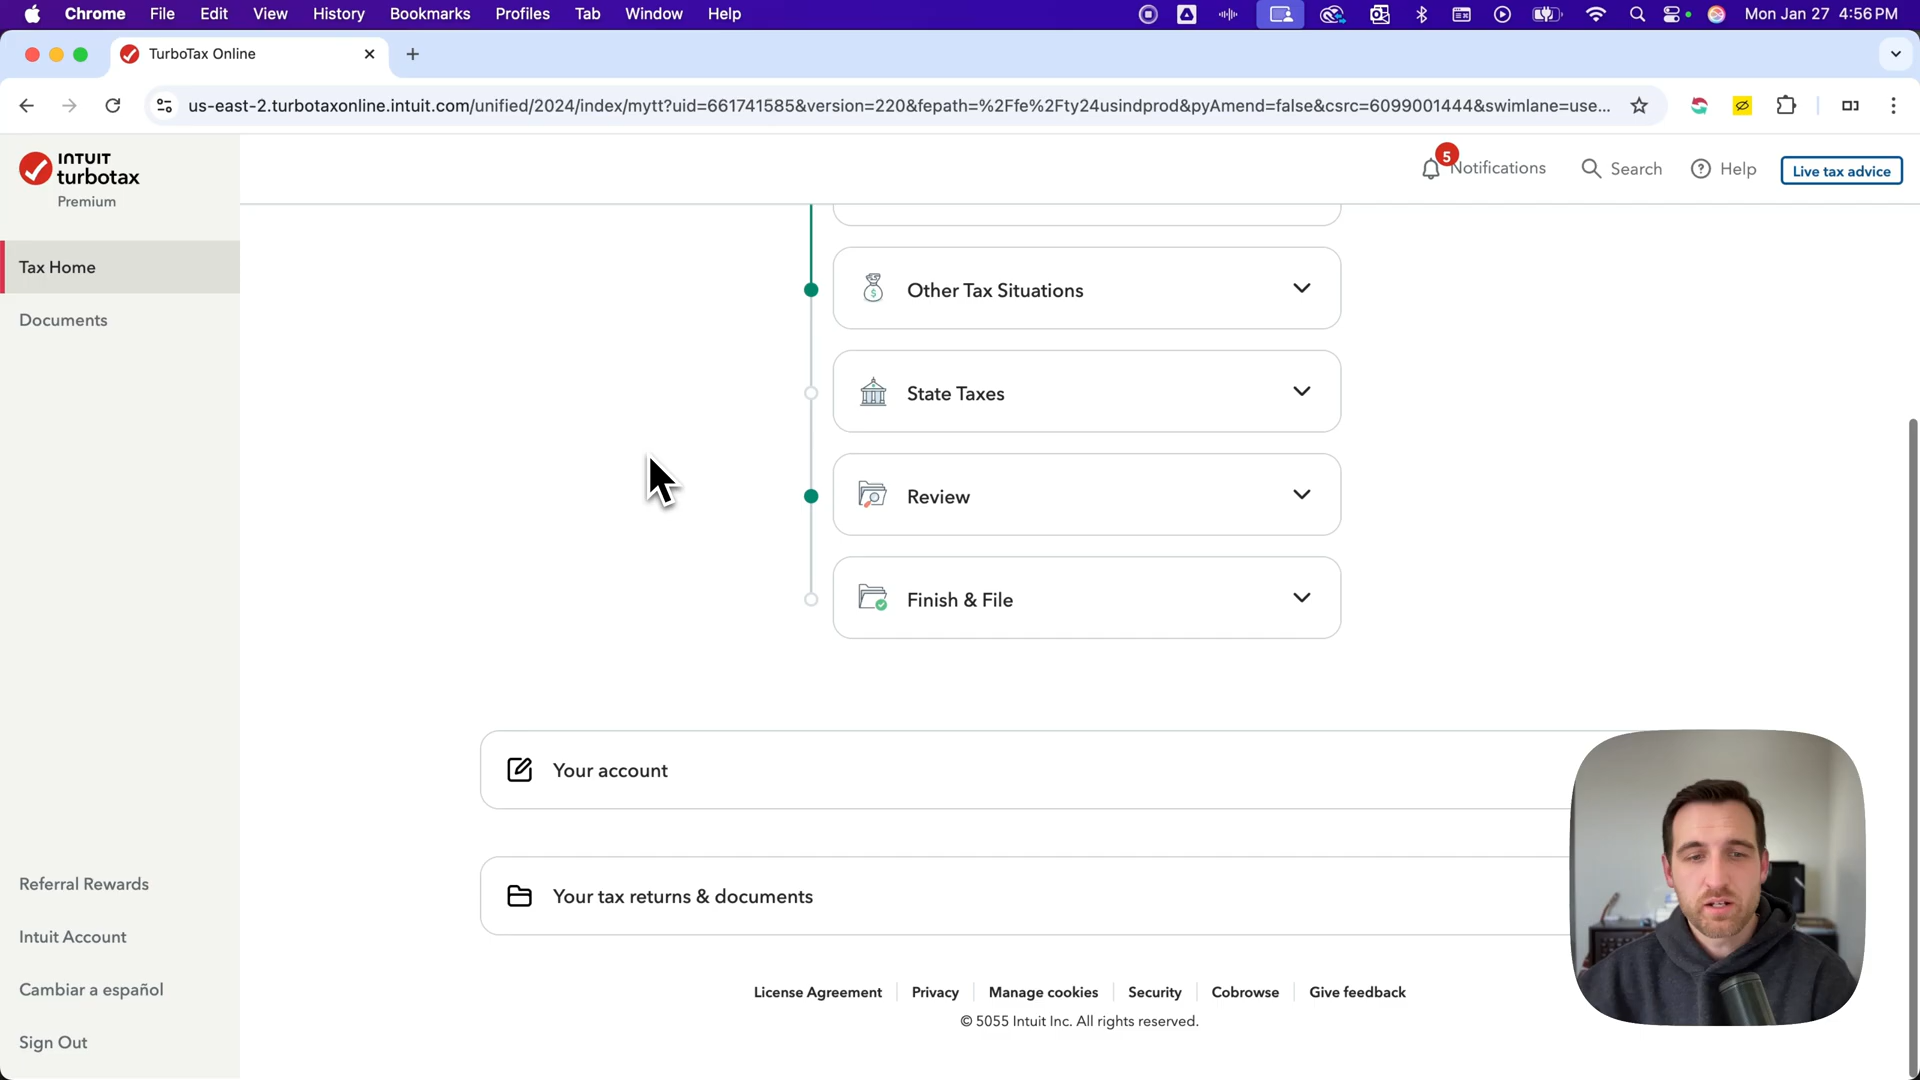 Chrome File Edit View History Bookmarks Profiles Tab Window Help Mon Jan 27 4:56 PM
TurboTax Online
us-east-2.turbotaxonline.intuit.com/unified/2024/index/mytt?uid=661741585&version=220&fepath=%2Ffe%2Fty24usindprod&pyAmend=false&csrc=6099001444&swimlane=use...
INTUIT
turbotax
Premium
5
Notifications Search Help Live tax advice
Tax Home
Documents
Other Tax Situations
State Taxes
Review
Finish & File
Your account
Your tax returns & documents
Referral Rewards
Intuit Account
Cambiar a español
Sign Out
License Agreement Privacy Manage cookies Security Cobrowse Give feedback
© 5055 Intuit Inc. All rights reserved.